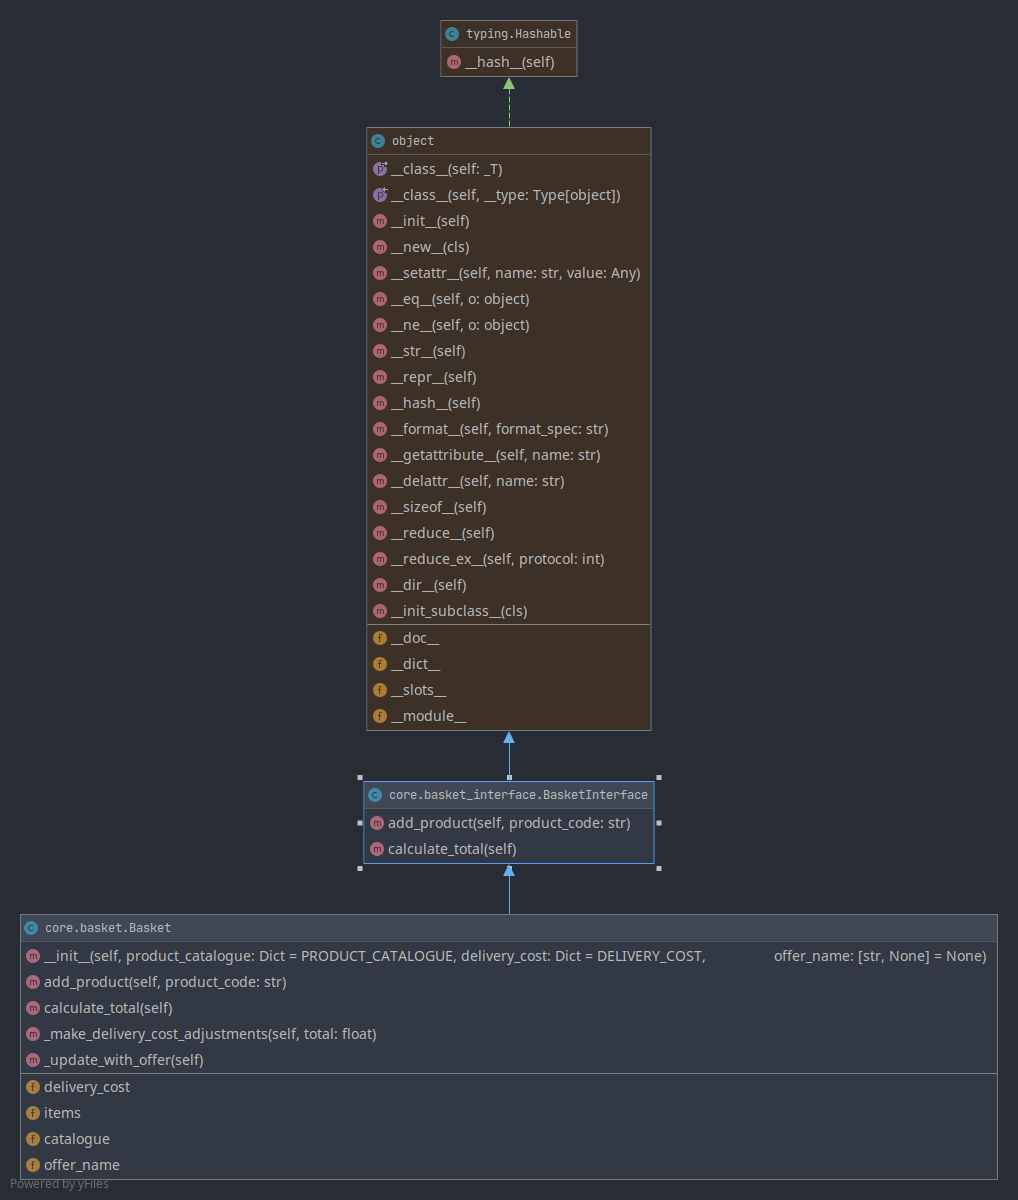 typing.Hashable
__hash__(self)
object
__class__(self: _T)
__class__(self, __type: Type[object])
__init__(self)
__new__(cls)
__setattr__(self, name: str, value: Any)
__eq__(self, o: object)
__ne__(self, o: object)
__str__(self)
__repr__(self)
__hash__(self)
__format__(self, format_spec: str)
__getattribute__(self, name: str)
__delattr__(self, name: str)
__sizeof__(self)
__reduce__(self)
__reduce_ex__(self, protocol: int)
__dir__(self)
__init_subclass__(cls)
__doc__
__dict__
__slots__
__module__
core.basket_interface.BasketInterface
add_product(self, product_code: str)
calculate_total(self)
core.basket.Basket
__init__(self, product_catalogue: Dict = PRODUCT_CATALOGUE, delivery_cost: Dict = DELIVERY_COST, offer_name: [str, None] = None)
add_product(self, product_code: str)
calculate_total(self)
_make_delivery_cost_adjustments(self, total: float)
_update_with_offer(self)
delivery_cost
items
catalogue
offer_name
Powered by yFiles